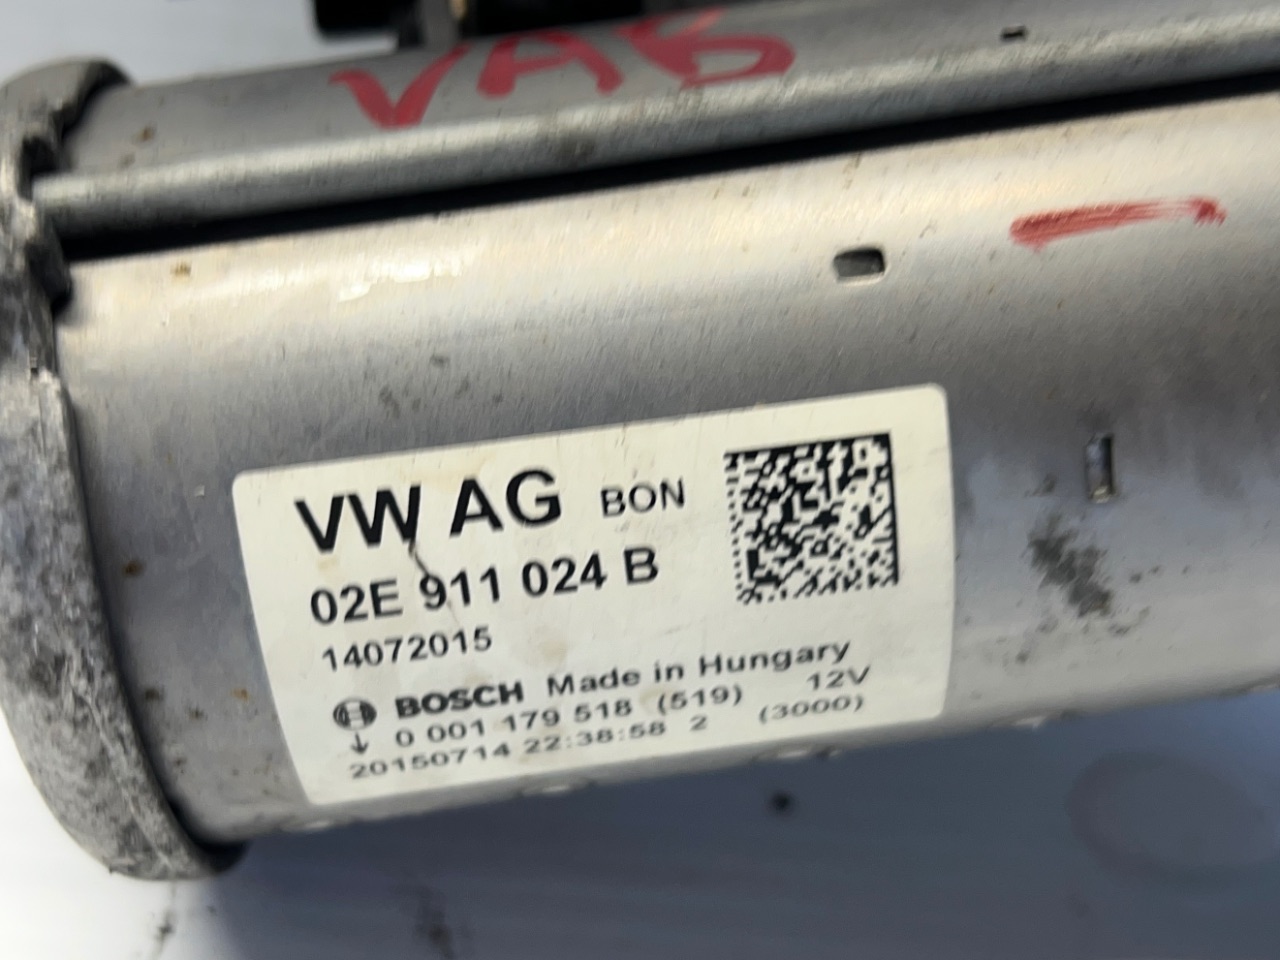 VAB
VW AG BON
02E 911 024 B
14072015
BOSCH Made in Hungary
0 001 179 518 (519) 12V
20150714 22:38:58 2 (3000)